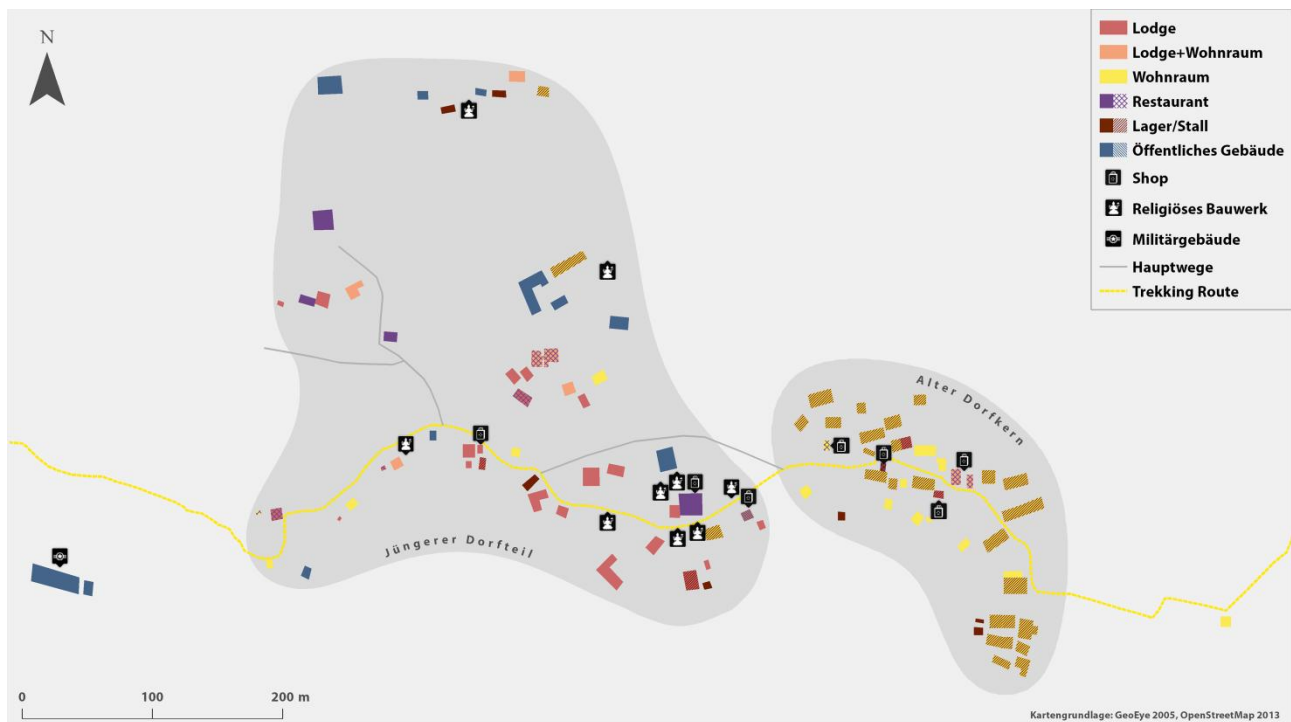 N
Lodge
Lodge+Wohnraum
Wohnraum
Restaurant
Lager/Stall
Öffentliches Gebäude
Shop
Religiöses Bauwerk
Militärgebäude
Hauptwege
Trekking Route
Alter Dorfkern
Jüngerer Dorfteil
0 100 200 m
Kartengrundlage: GeoEye 2005, OpenStreetMap 2013